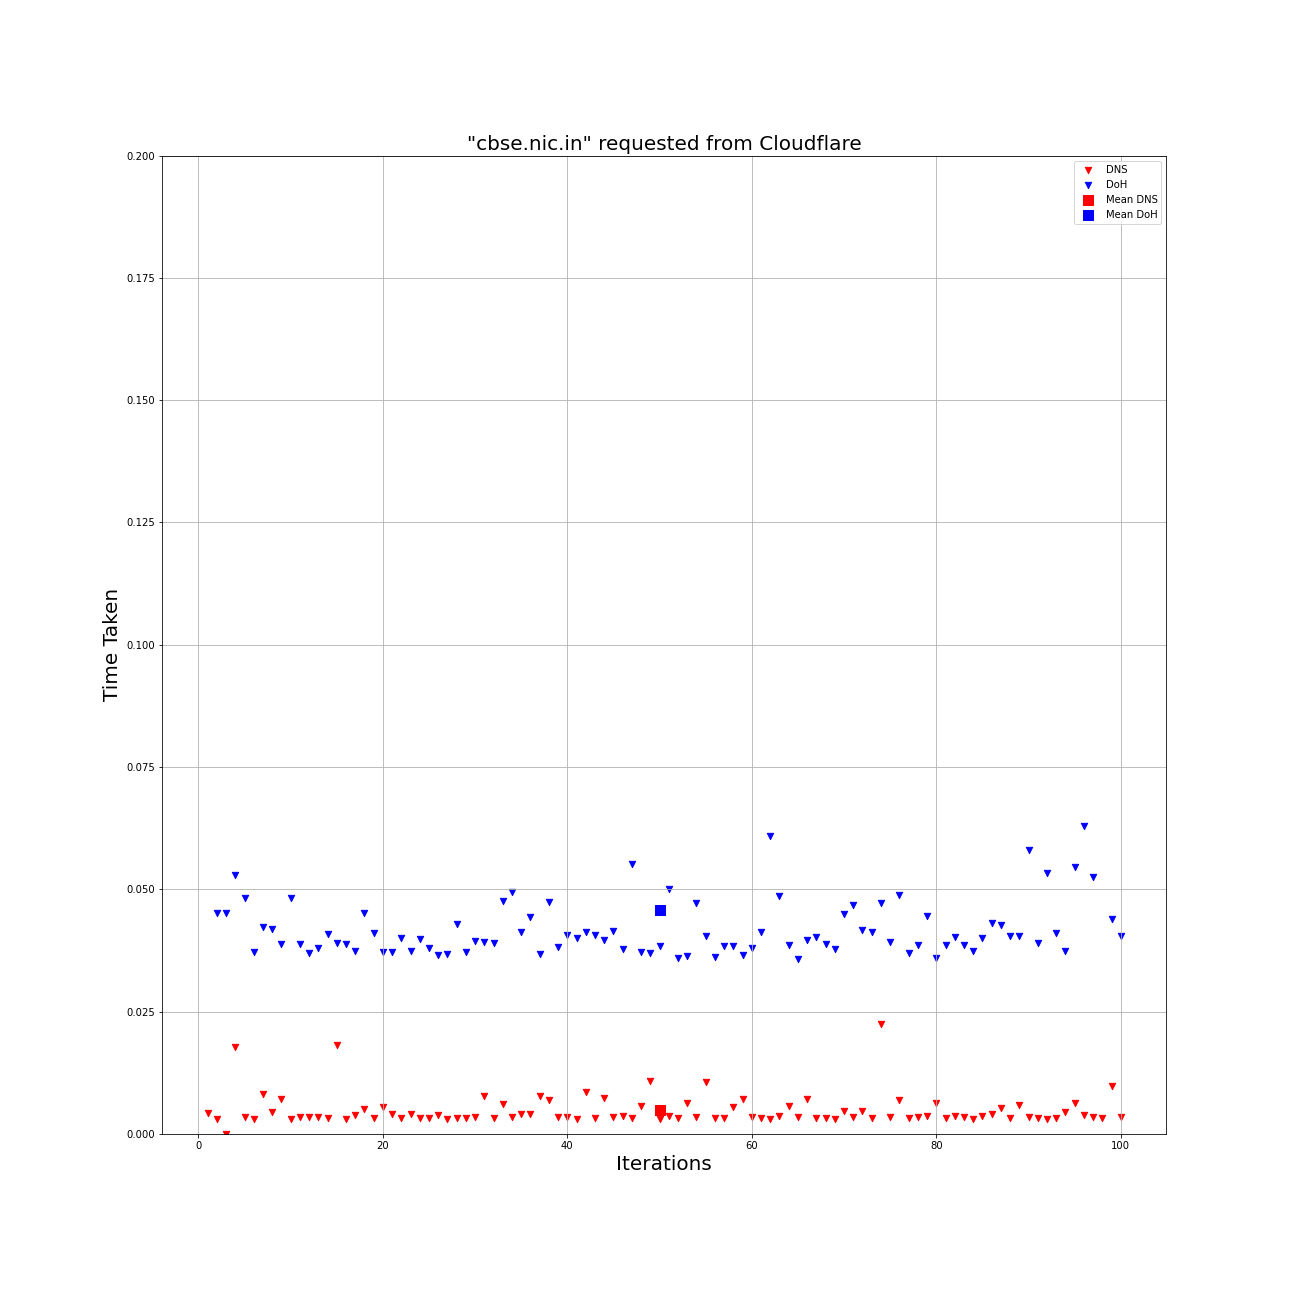 "cbse.nic.in" requested from Cloudflare
DNS
DoH
Mean DNS
Mean DoH
0.200
0.175
0.150
0.125
0.100
0.075
0.050
0.025
0.000
Time Taken
0 20 40 60 80 100
Iterations